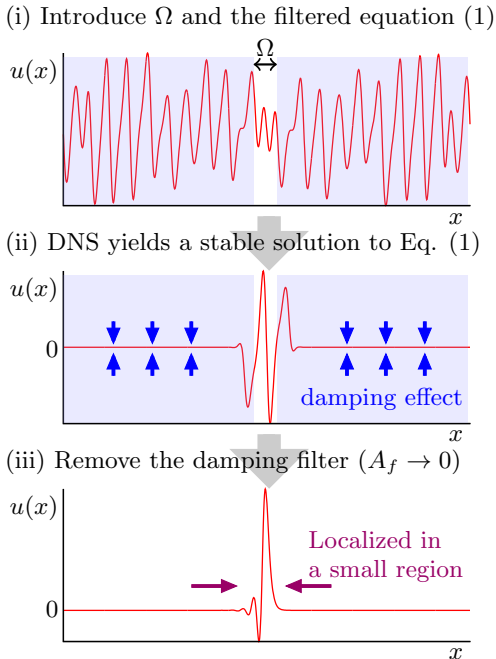 (i) Introduce Ω and the filtered equation (1)
Ω
u(x)
x
(ii) DNS yields a stable solution to Eq. (1)
u(x)
0
damping effect
x
(iii) Remove the damping filter (A_f → 0)
u(x)
Localized in
a small region
0
x